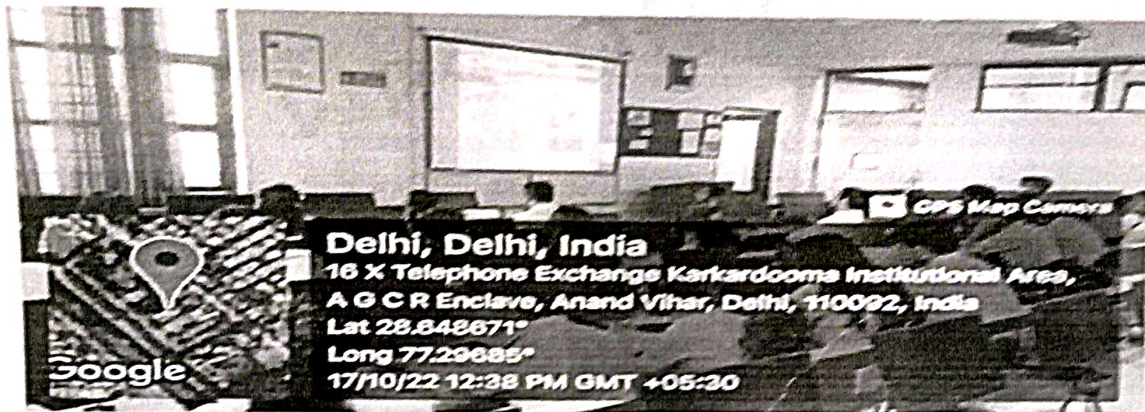 GPS Map Camera
Delhi, Delhi, India
16 X Telephone Exchange Karkardooma Institutional Area,
A G C R Enclave, Anand Vihar, Delhi, 110092, India
Lat 28.648671°
Long 77.29685°
17/10/22 12:38 PM GMT +05:30
Google